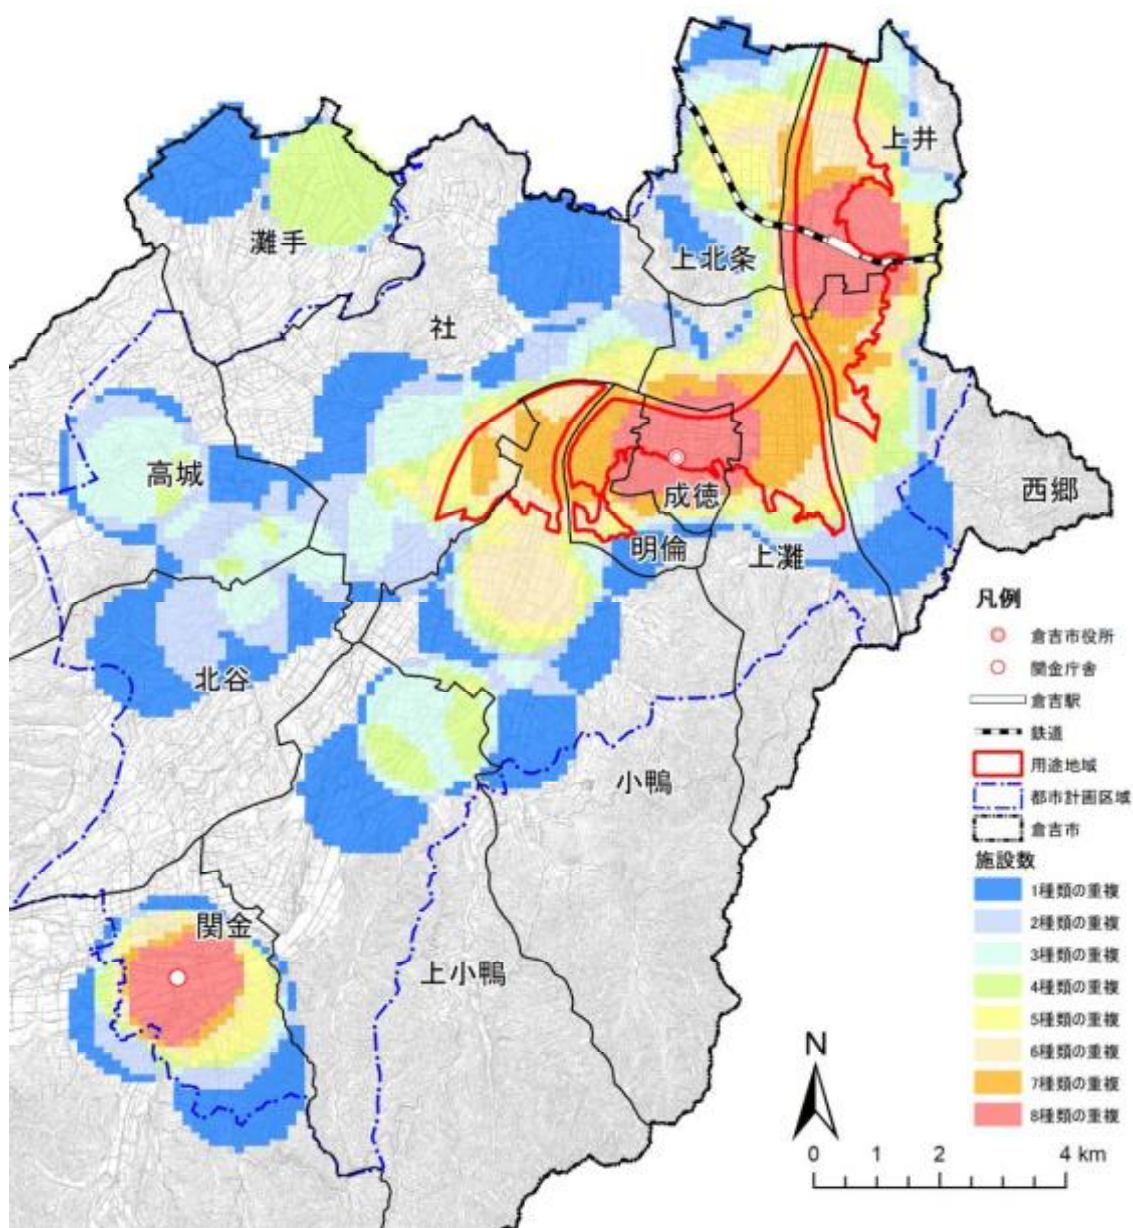 上井
灘手
上北条
社
高城
西郷
成徳
明倫
上灘
北谷
小鴨
関金
上小鴨
凡例
倉吉市役所
関金庁舎
倉吉駅
鉄道
用途地域
都市計画区域
倉吉市
施設数
1種類の重複
2種類の重複
3種類の重複
4種類の重複
5種類の重複
6種類の重複
7種類の重複
8種類の重複
N
0 1 2 4 km